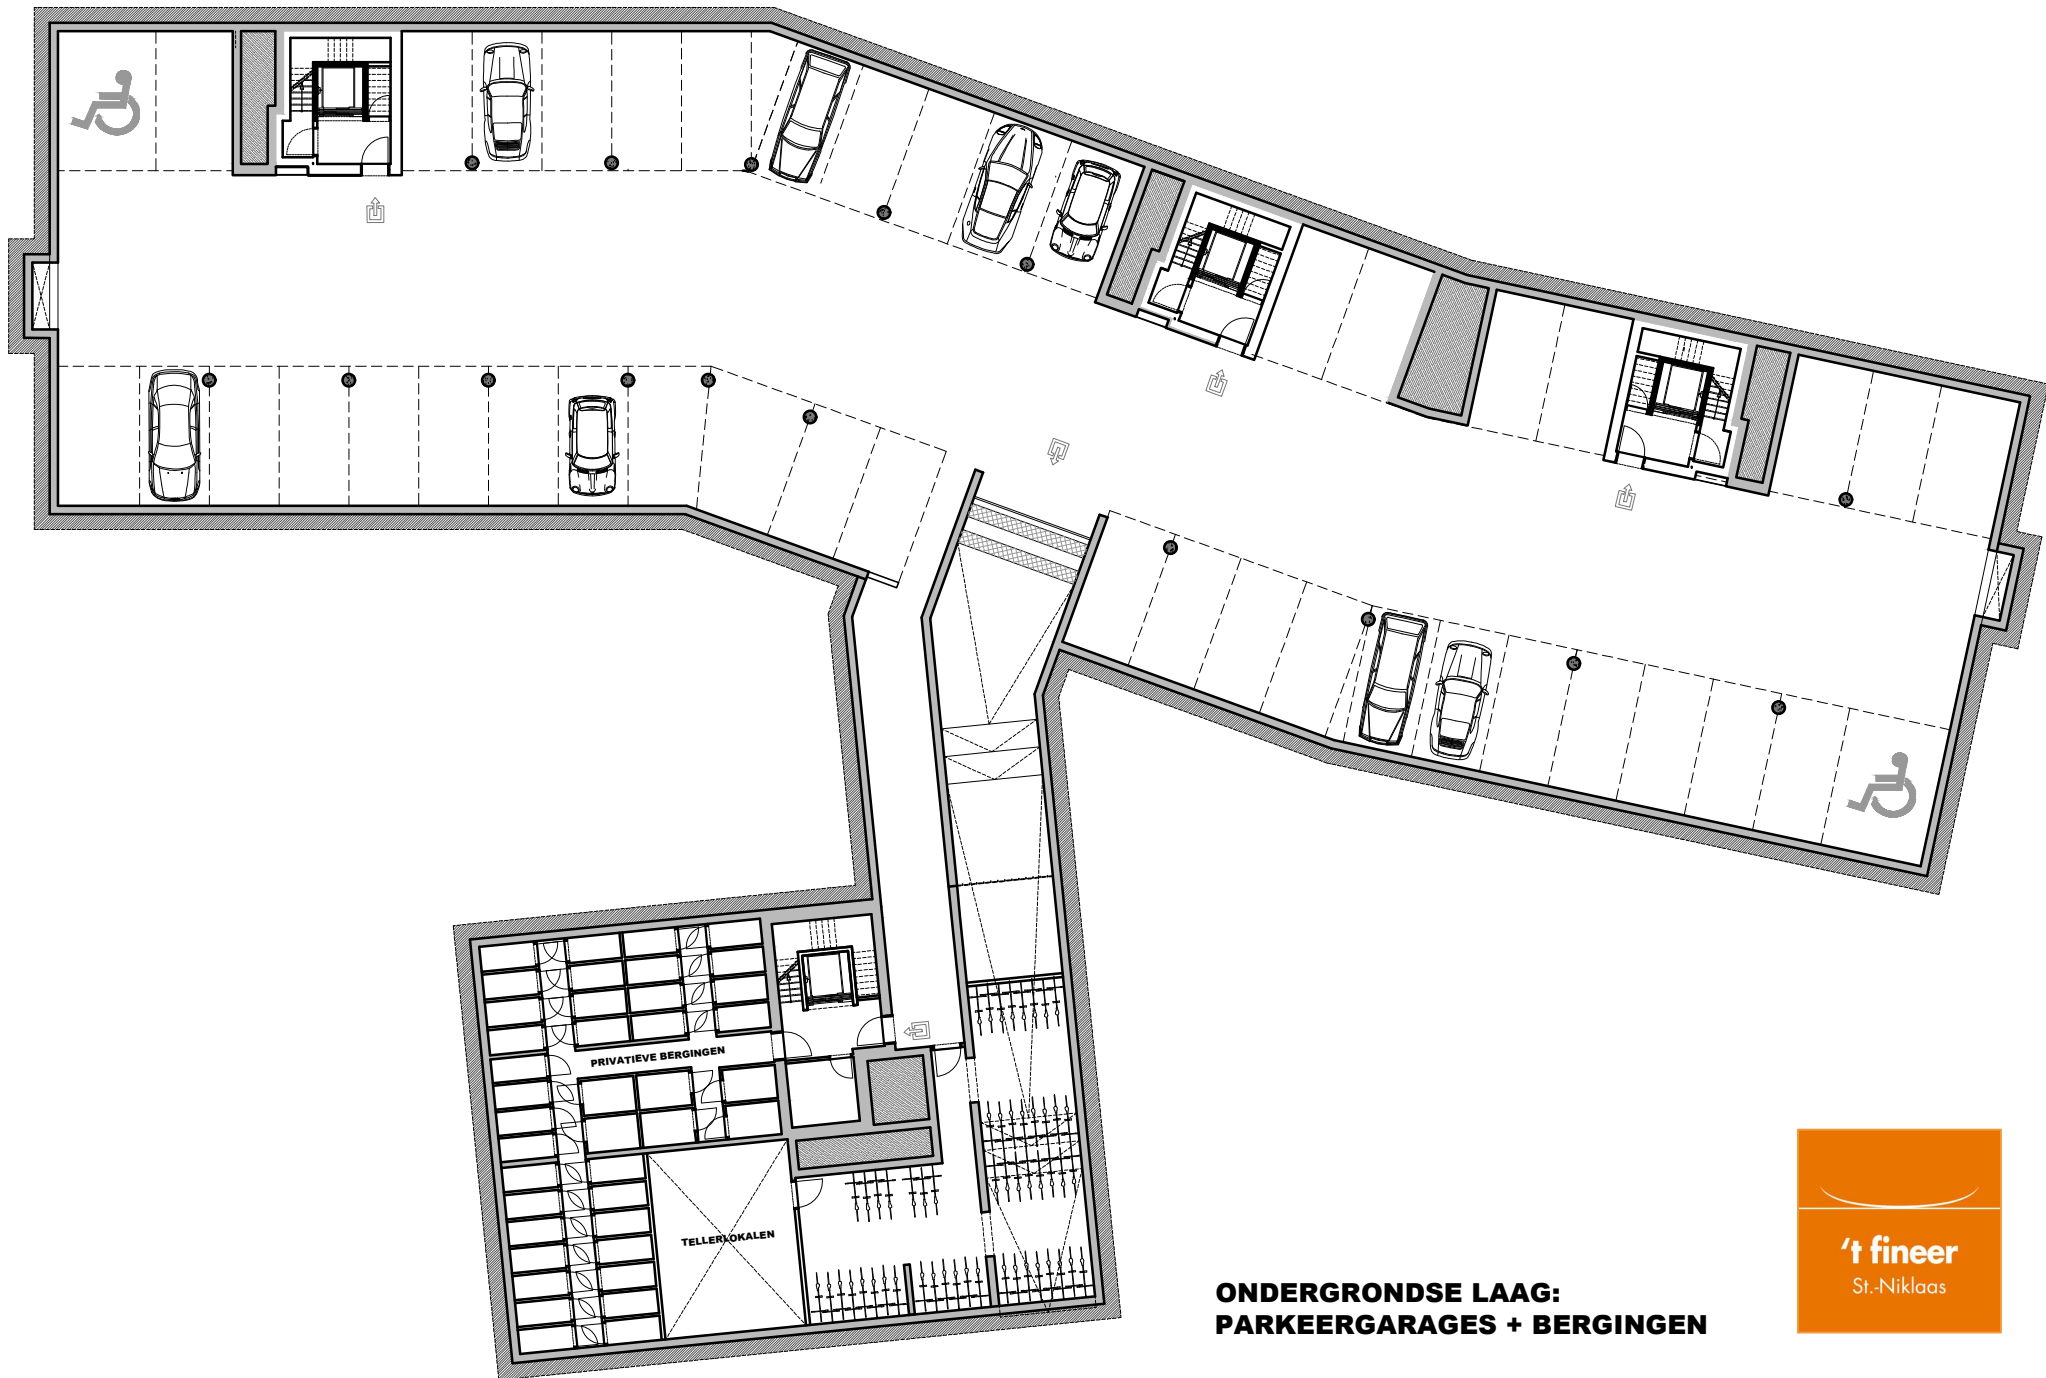 PRIVATIEVE BERGINGEN
TELLERLOKALEN
ONDERGRONDSE LAAG:
PARKEERGARAGES + BERGINGEN
't fineer
St.-Niklaas